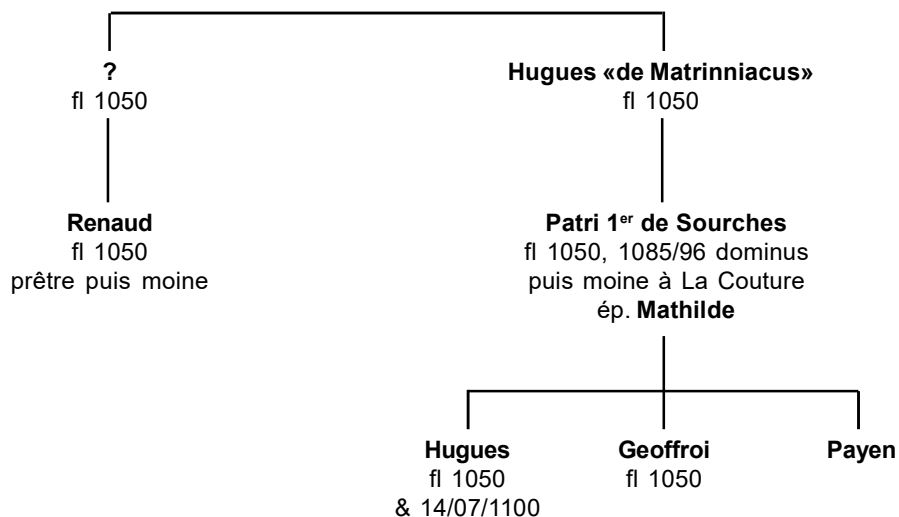 ?
fl 1050
Hugues «de Matrinniacus»
fl 1050
Renaud
fl 1050
prêtre puis moine
Patri 1er de Sourches
fl 1050, 1085/96 dominus
puis moine à La Couture
ép. Mathilde
Hugues
fl 1050
& 14/07/1100
Geoffroi
fl 1050
Payen